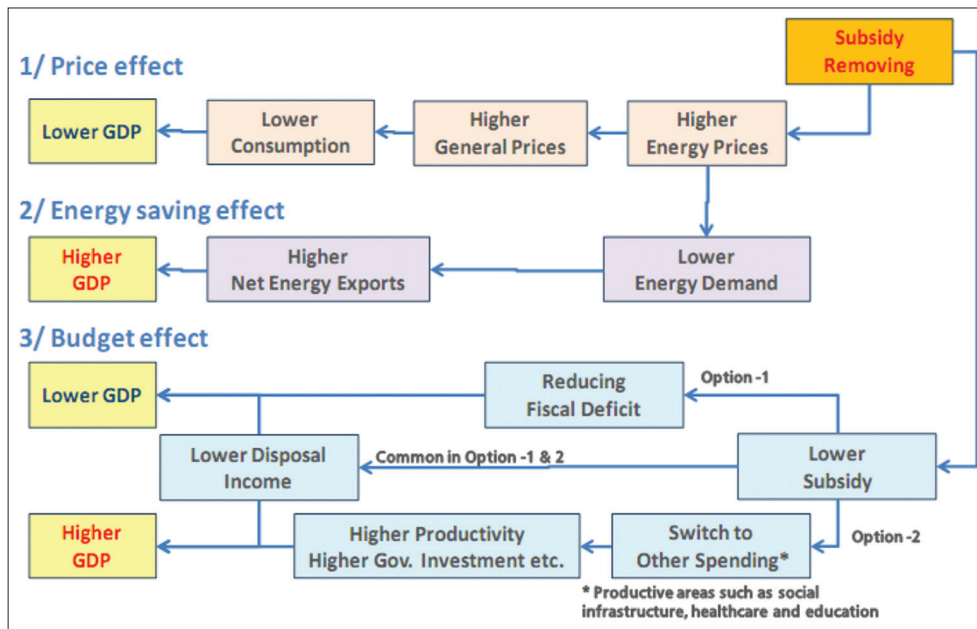 Subsidy
Removing
1/ Price effect
Lower GDP
Lower
Consumption
Higher
General Prices
Higher
Energy Prices
2/ Energy saving effect
Higher
GDP
Higher
Net Energy Exports
Lower
Energy Demand
3/ Budget effect
Lower GDP
Reducing
Fiscal Deficit
Option -1
Lower Disposal
Income
Common in Option -1 & 2
Lower
Subsidy
Higher
GDP
Higher Productivity
Higher Gov. Investment etc.
Switch to
Other Spending*
Option -2
* Productive areas such as social
infrastructure, healthcare and education